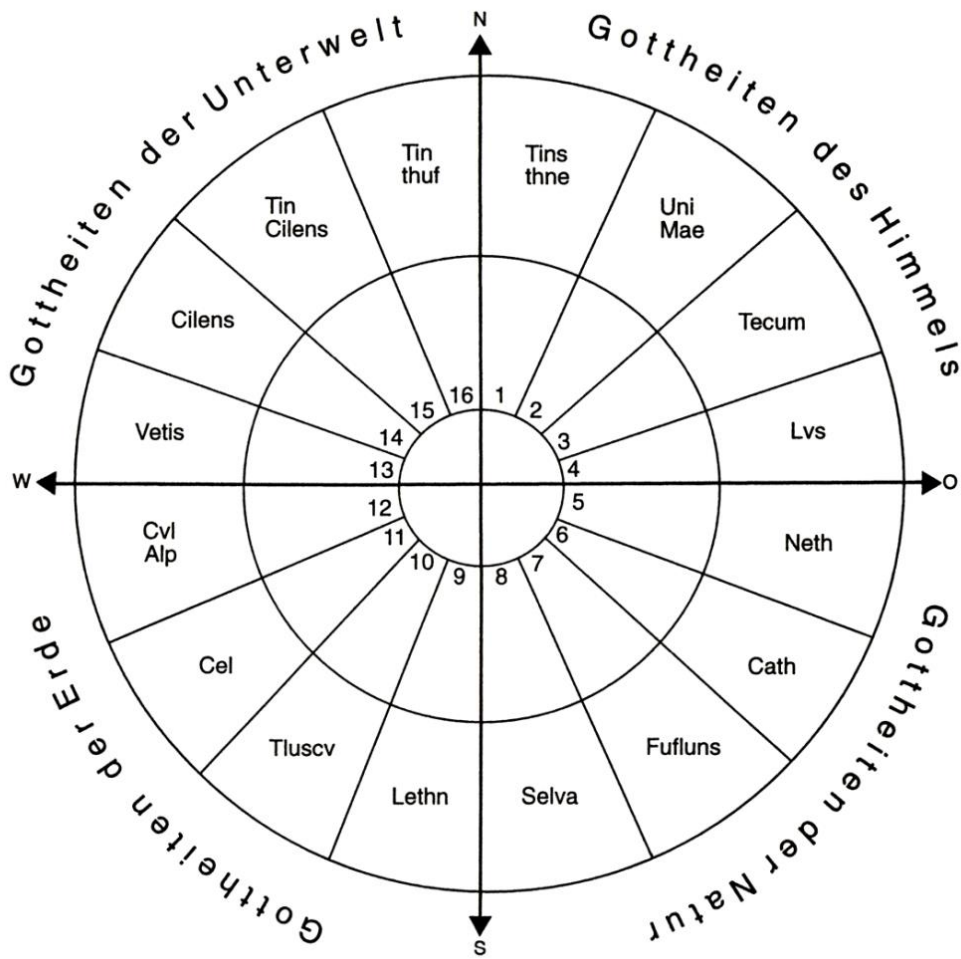 N
Gottheiten der Unterwelt
Gottheiten des Himmels
Tin
thuf
Tins
thne
Tin
Cilens
Uni
Mae
Cilens
Tecum
Vetis
Lvs
16
1
15
2
14
3
13
4
W
O
12
5
11
6
10
7
9
8
Cvl
Alp
Neth
Cel
Cath
Tluscv
Fufluns
Lethn
Selva
Gottheiten der Erde
Gottheiten der Natur
S